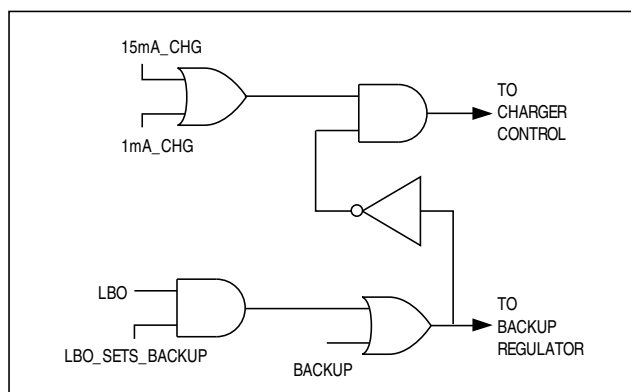 15mA_CHG
1mA_CHG
TO
CHARGER
CONTROL
LBO
LBO_SETS_BACKUP
BACKUP
TO
BACKUP
REGULATOR